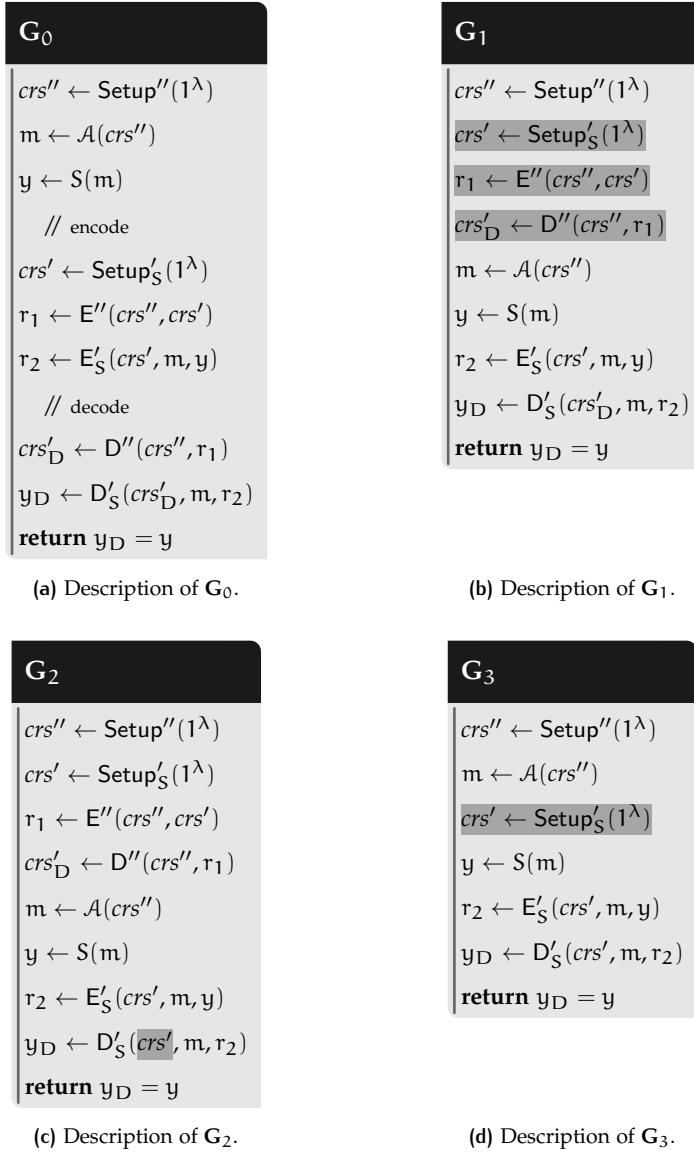 G₀
crs″ ← Setup″(1^λ)
m ← 𝒜(crs″)
y ← S(m)
// encode
crs′ ← Setup′_S(1^λ)
r₁ ← E″(crs″, crs′)
r₂ ← E′_S(crs′, m, y)
// decode
crs′_D ← D″(crs″, r₁)
y_D ← D′_S(crs′_D, m, r₂)
return y_D = y
(a) Description of G₀.
G₁
crs″ ← Setup″(1^λ)
crs′ ← Setup′_S(1^λ)
r₁ ← E″(crs″, crs′)
crs′_D ← D″(crs″, r₁)
m ← 𝒜(crs″)
y ← S(m)
r₂ ← E′_S(crs′, m, y)
y_D ← D′_S(crs′_D, m, r₂)
return y_D = y
(b) Description of G₁.
G₂
crs″ ← Setup″(1^λ)
crs′ ← Setup′_S(1^λ)
r₁ ← E″(crs″, crs′)
crs′_D ← D″(crs″, r₁)
m ← 𝒜(crs″)
y ← S(m)
r₂ ← E′_S(crs′, m, y)
y_D ← D′_S(crs′, m, r₂)
return y_D = y
(c) Description of G₂.
G₃
crs″ ← Setup″(1^λ)
m ← 𝒜(crs″)
crs′ ← Setup′_S(1^λ)
y ← S(m)
r₂ ← E′_S(crs′, m, y)
y_D ← D′_S(crs′, m, r₂)
return y_D = y
(d) Description of G₃.